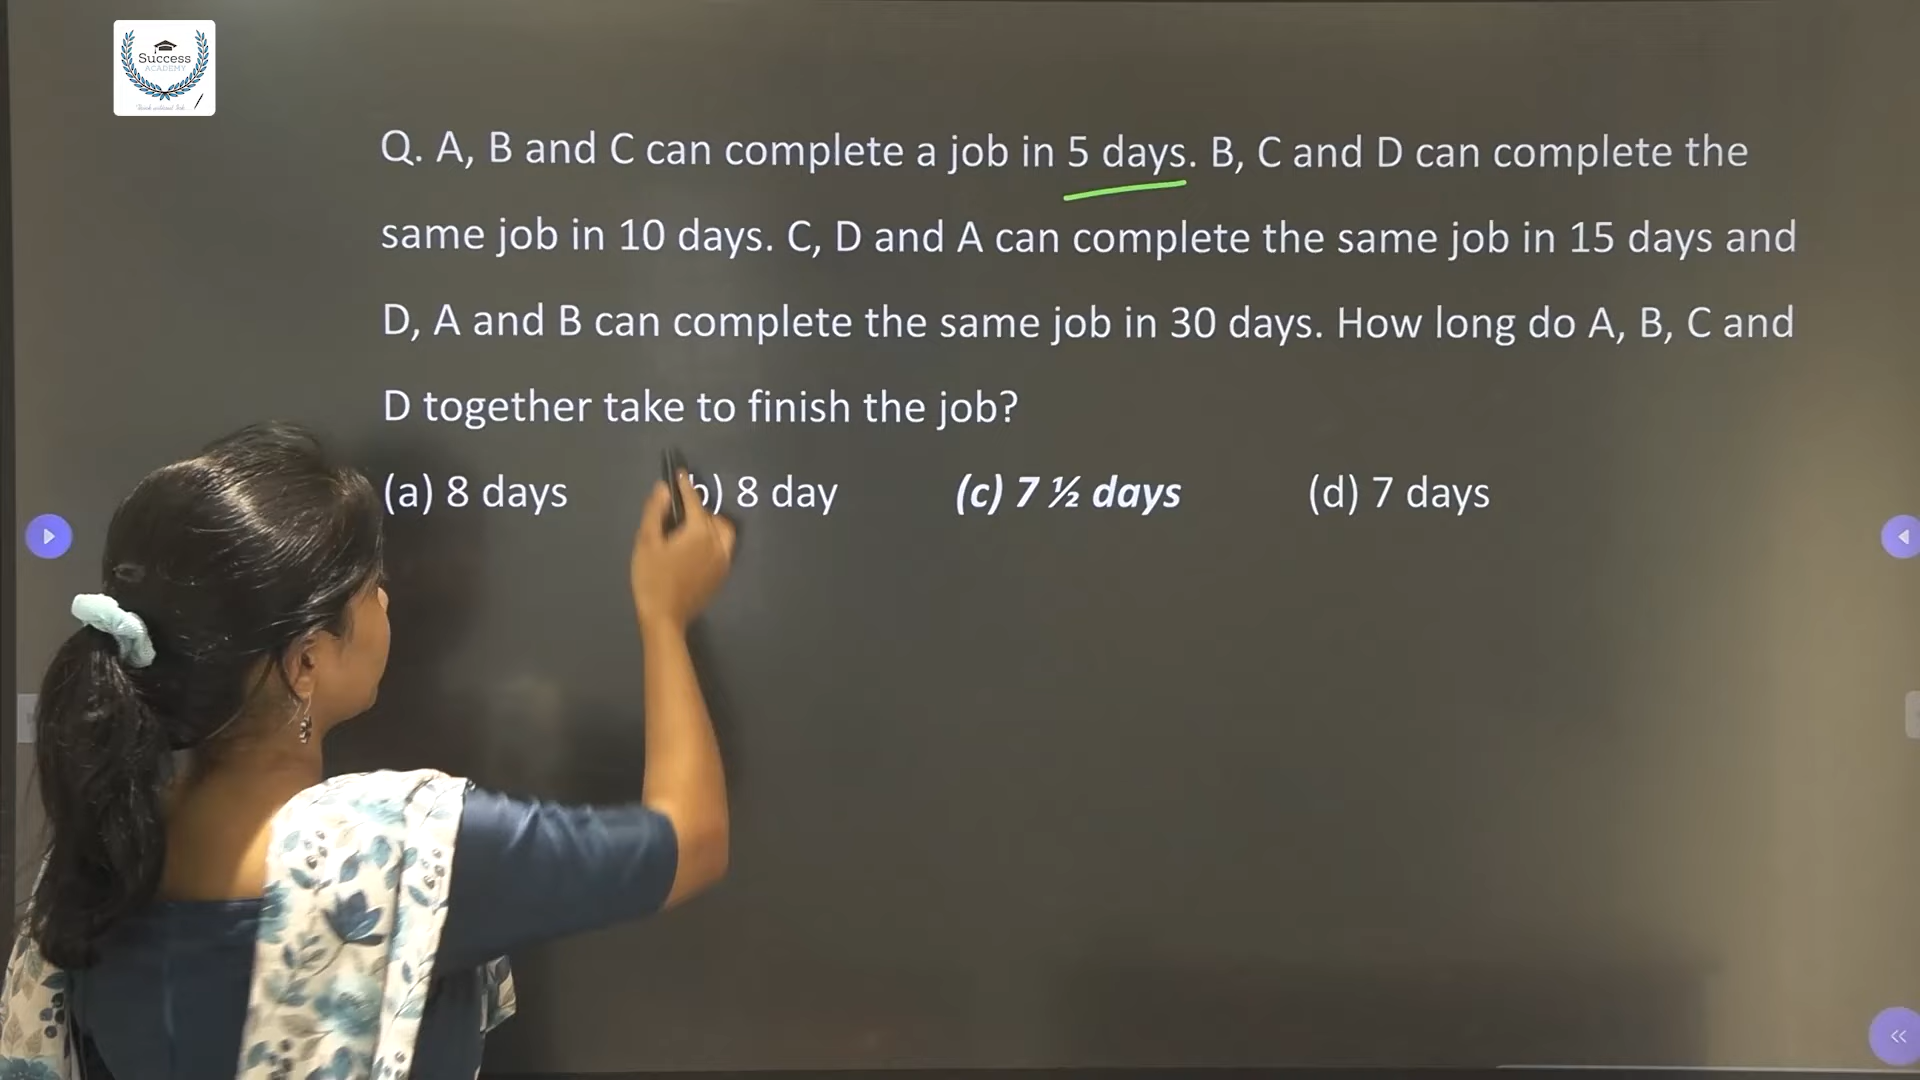 Success
ACADEMY
Q. A, B and C can complete a job in 5 days. B, C and D can complete the
same job in 10 days. C, D and A can complete the same job in 15 days and
D, A and B can complete the same job in 30 days. How long do A, B, C and
D together take to finish the job?
(a) 8 days b) 8 day (c) 7 ½ days (d) 7 days